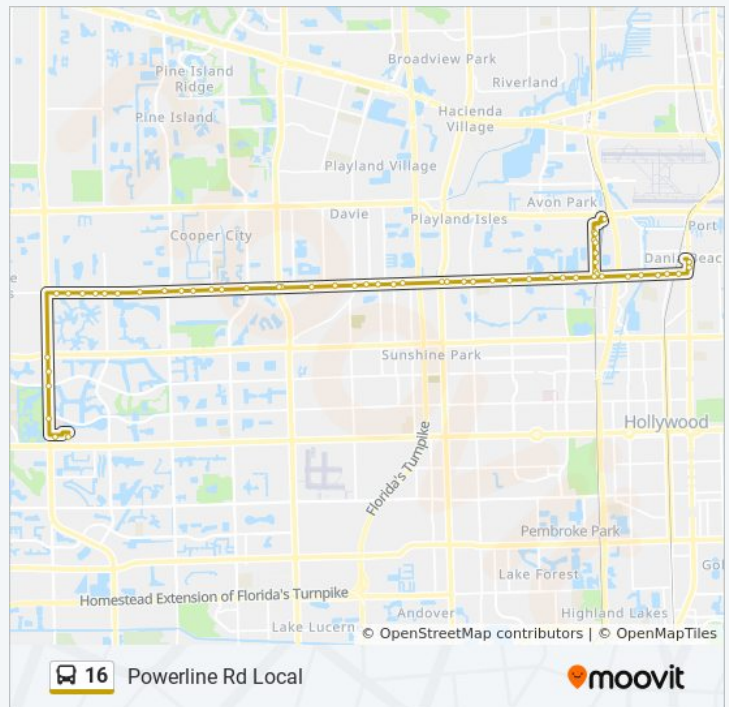 Broadview Park
Pine Island
Ridge
Riverland
Hacienda
Village
Pine Island
Playland Village
Avon Park
Davie
Playland Isles
Port
Cooper City
Dania Beac
Sunshine Park
Hollywood
Florida's Turnpike
Pembroke Park
Lake Forest
Gol
Homestead Extension of Florida's Turnpike
Andover
Highland Lakes
Lake Lucern
© OpenStreetMap contributors | © OpenMapTiles
16 Powerline Rd Local
moovit